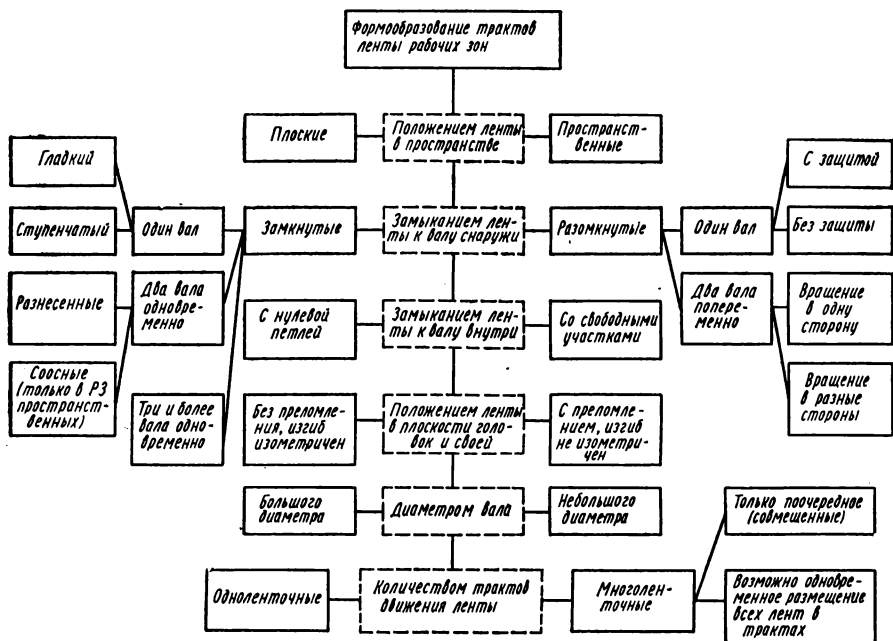 Формообразование трактов
ленты рабочих зон
Плоские
Положением ленты
в пространстве
Пространст-
венные
Гладкий
С защитой
Ступенчатый
Один вал
Замкнутые
Замыканием лен-
ты к валу снаружи
Разомкнутые
Один вал
Без защиты
Разнесенные
Два вала
одновре-
менно
С нулевой
петлей
Замыканием лен-
ты к валу внутри
Со свободными
участками
Два вала
поперемен-
но
Вращение
в одну
сторону
Соосные
(только в РЗ
пространст-
венных)
Три и более
вала одно-
временно
Без преломле-
ния, изгиб
изометричен
Положением ленты
в плоскости голо-
вок и своей
С преломле-
нием, изгиб
не изометри-
чен
Вращение
в разные
стороны
Большого
диаметра
Диаметром вала
Небольшого
диаметра
Только поочередное
(совмещенные)
Одноленточные
Количеством трактов
движения ленты
Многолен-
точные
Возможно одновре-
менное размещение
всех лент в
трактах